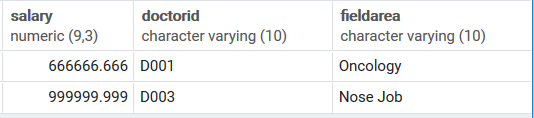 salary doctorid fieldarea
numeric (9,3) character varying (10) character varying (10)
666666.666 D001 Oncology
999999.999 D003 Nose Job